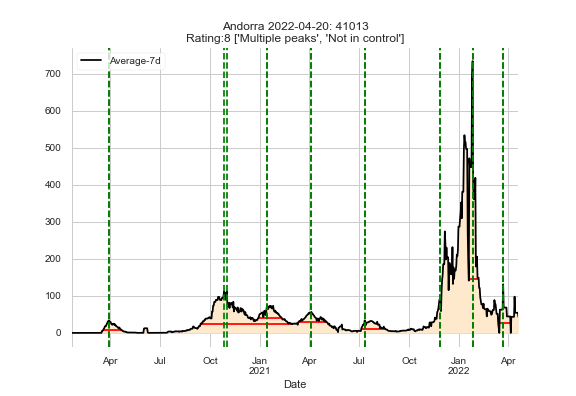 Andorra 2022-04-20: 41013
Rating:8 ['Multiple peaks', 'Not in control']
Average-7d
700
600
500
400
300
200
100
0
Apr
Jul
Oct
Jan
2021
Apr
Jul
Oct
Jan
2022
Apr
Date